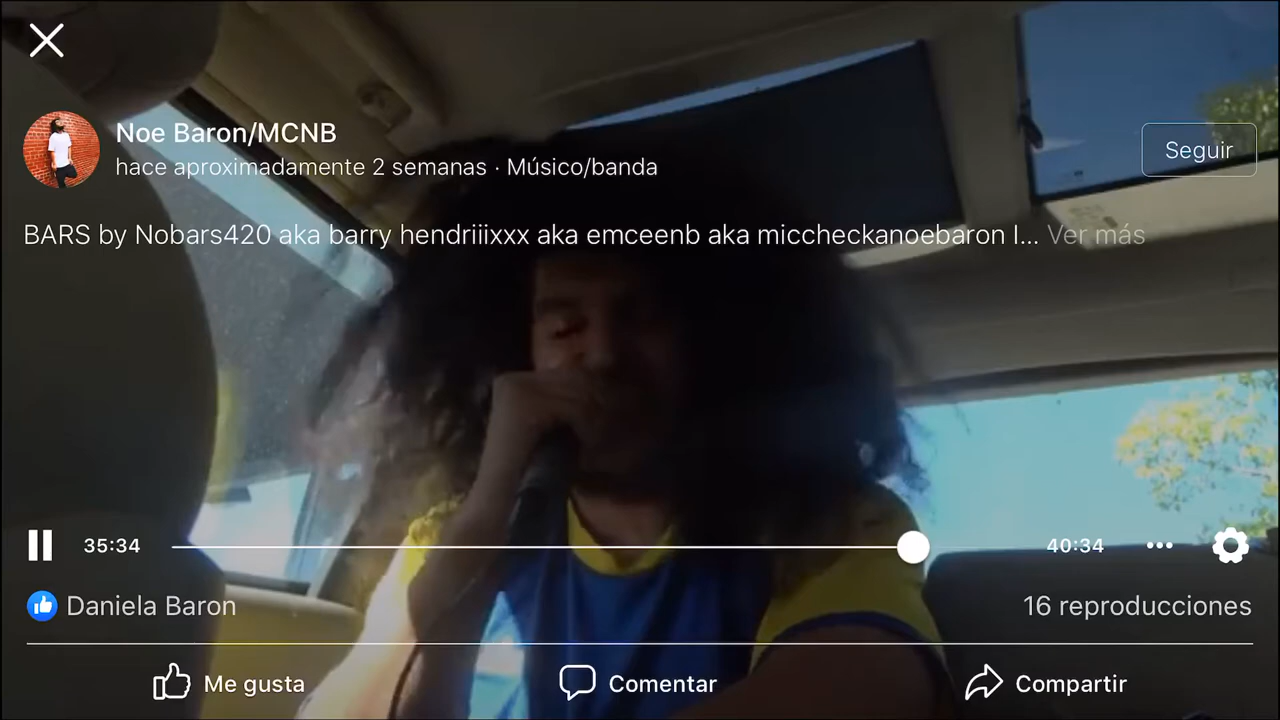 Noe Baron/MCNB
hace aproximadamente 2 semanas · Músico/banda
Seguir
BARS by Nobars420 aka barry hendriiixxx aka emceenb aka miccheckanoebaron I... Ver más
35:34
40:34
Daniela Baron
16 reproducciones
Me gusta
Comentar
Compartir